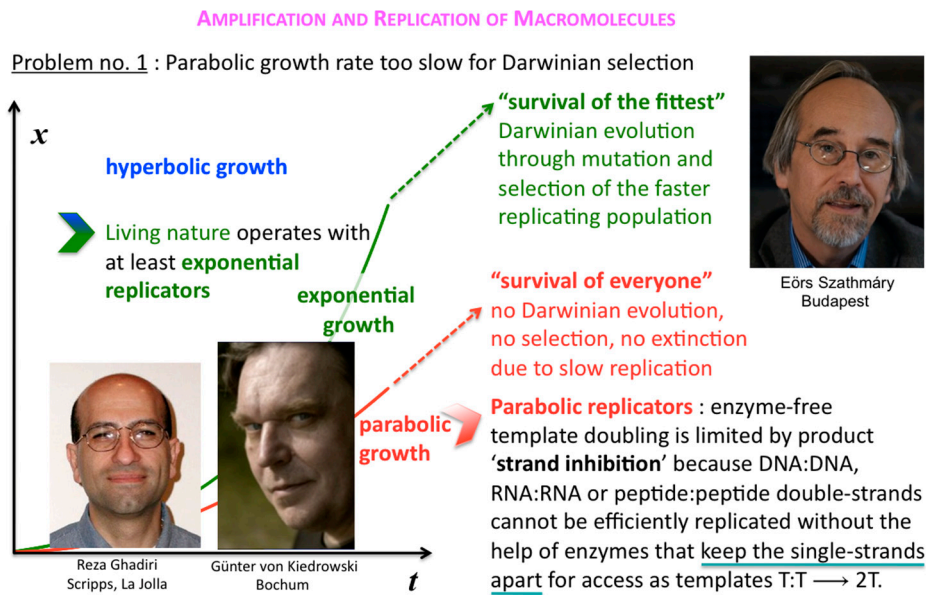 AMPLIFICATION AND REPLICATION OF MACROMOLECULES
Problem no. 1 : Parabolic growth rate too slow for Darwinian selection
x
hyperbolic growth
Living nature operates with
at least exponential
replicators
exponential
growth
"survival of the fittest"
Darwinian evolution
through mutation and
selection of the faster
replicating population
Eörs Szathmáry
Budapest
"survival of everyone"
no Darwinian evolution,
no selection, no extinction
due to slow replication
parabolic
growth
Parabolic replicators : enzyme-free
template doubling is limited by product
‘strand inhibition’ because DNA:DNA,
RNA:RNA or peptide:peptide double-strands
cannot be efficiently replicated without the
help of enzymes that keep the single-strands
apart for access as templates T:T ⟶ 2T.
Reza Ghadiri
Scripps, La Jolla
Günter von Kiedrowski
Bochum
t